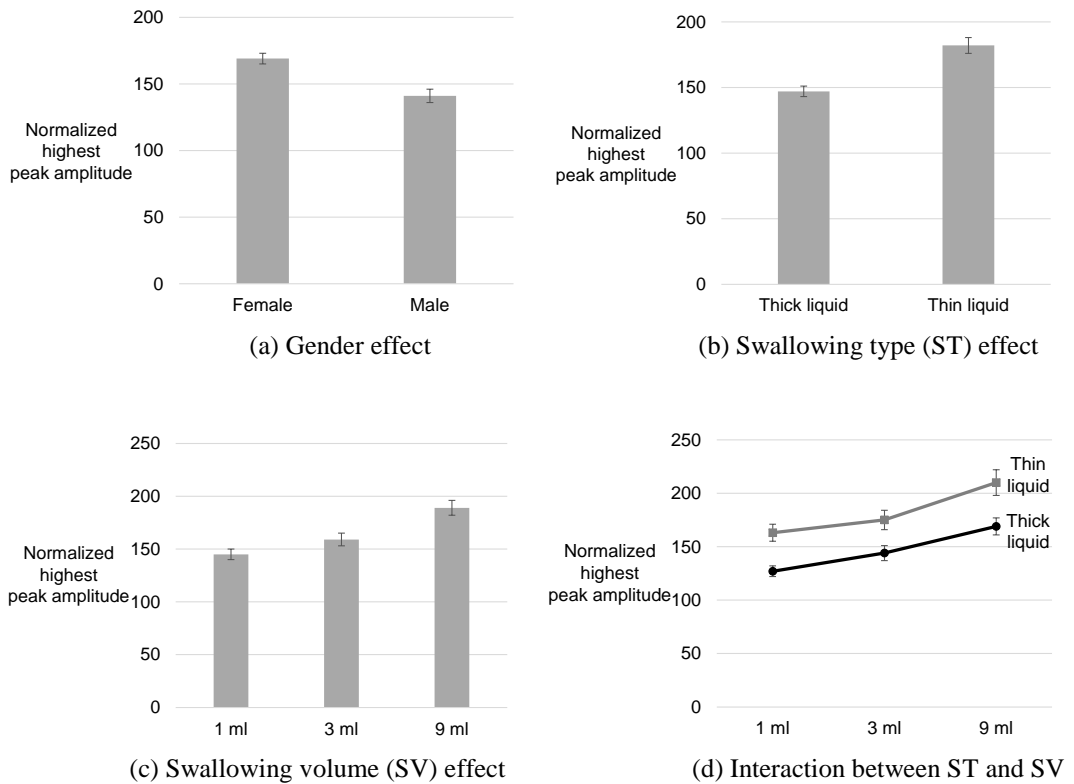 200
150
100
50
0
Normalized
highest
peak amplitude
Female Male
(a) Gender effect
200
150
100
50
0
Normalized
highest
peak amplitude
Thick liquid Thin liquid
(b) Swallowing type (ST) effect
250
200
150
100
50
0
Normalized
highest
peak amplitude
1 ml 3 ml 9 ml
(c) Swallowing volume (SV) effect
250
200
150
100
50
0
Normalized
highest
peak amplitude
Thin
liquid
Thick
liquid
1 ml 3 ml 9 ml
(d) Interaction between ST and SV